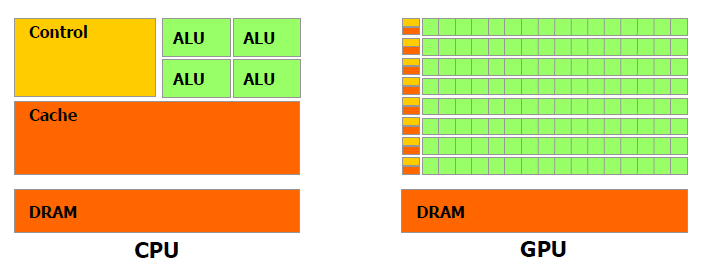 Control
ALU ALU
ALU ALU
Cache
DRAM
CPU
DRAM
GPU